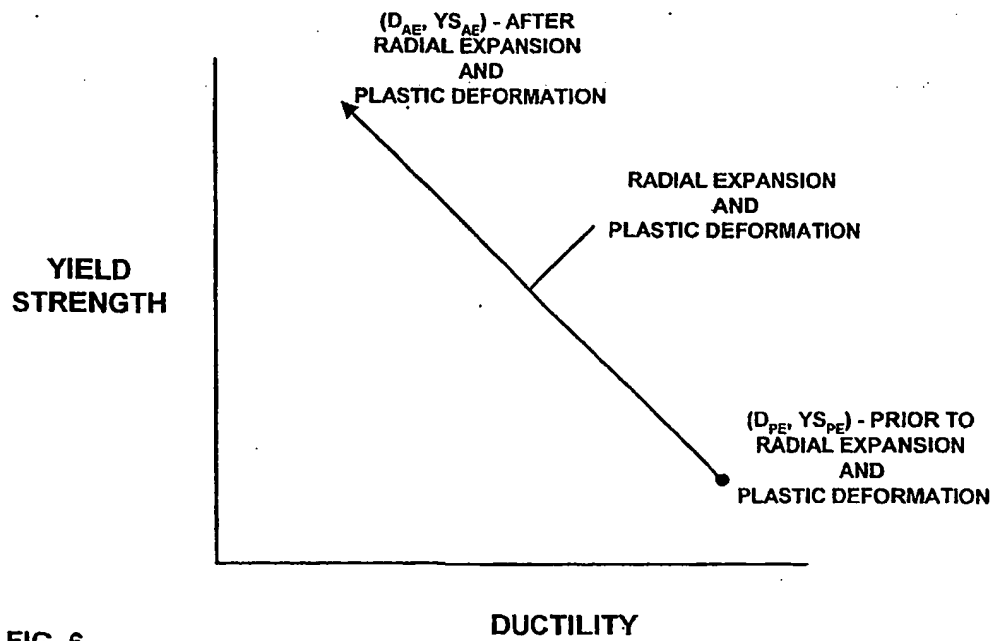 (D_AE, YS_AE) - AFTER
RADIAL EXPANSION
AND
PLASTIC DEFORMATION
RADIAL EXPANSION
AND
PLASTIC DEFORMATION
YIELD
STRENGTH
(D_PE, YS_PE) - PRIOR TO
RADIAL EXPANSION
AND
PLASTIC DEFORMATION
DUCTILITY
FIG. 6